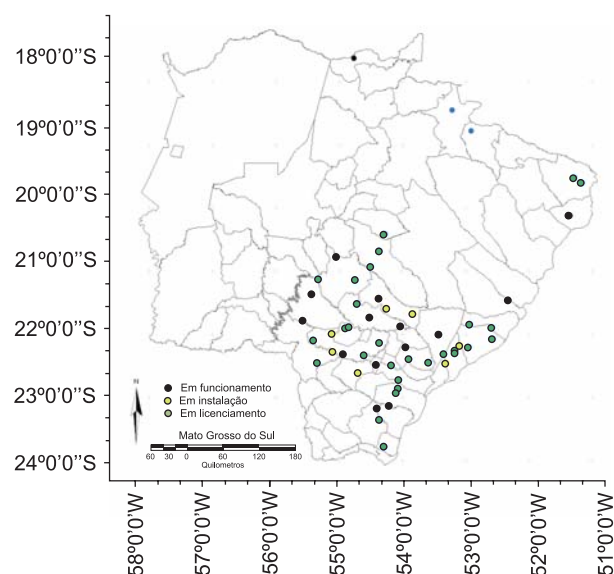 18º0'0''S
19º0'0''S
20º0'0''S
21º0'0''S
22º0'0''S
23º0'0''S
24º0'0''S
N
Em funcionamento
Em instalação
Em licenciamento
Mato Grosso do Sul
60 30 0 60 120 180
Quilometros
58º0'0''W
57º0'0''W
56º0'0''W
55º0'0''W
54º0'0''W
53º0'0''W
52º0'0''W
51º0'0''W